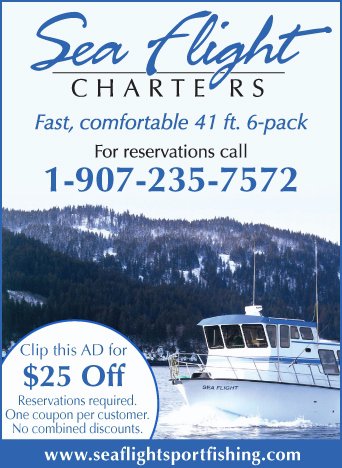 Sea Flight
CHARTERS
Fast, comfortable 41 ft. 6-pack
For reservations call
1-907-235-7572
SEA FLIGHT
Clip this AD for
$25 Off
Reservations required.
One coupon per customer.
No combined discounts.
www.seaflightsportfishing.com